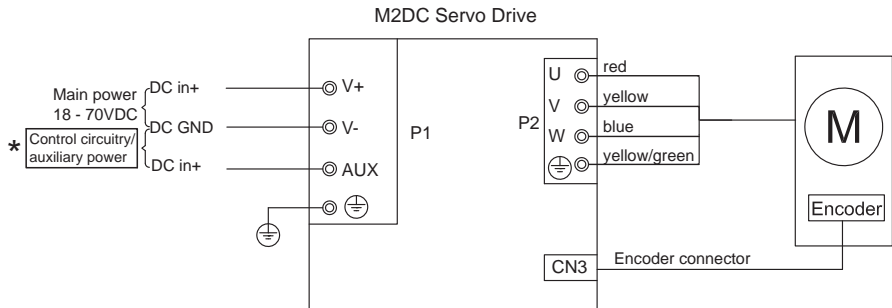 M2DC Servo Drive
Main power
18 - 70VDC
DC in+
DC GND
DC in+
*
Control circuitry/
auxiliary power
V+
V-
AUX
P1
P2
U
V
W
red
yellow
blue
yellow/green
M
Encoder
CN3
Encoder connector